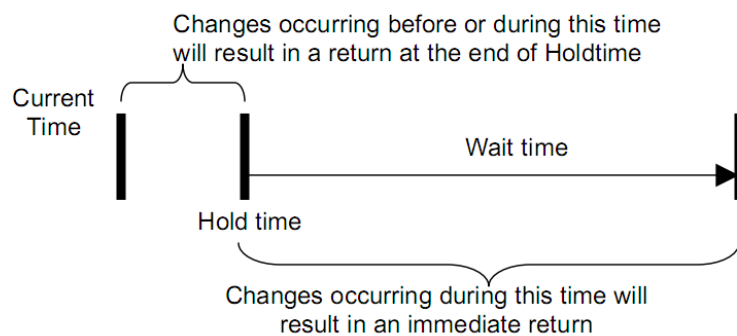 Changes occurring before or during this time
will result in a return at the end of Holdtime
Current
Time
Wait time
Hold time
Changes occurring during this time will
result in an immediate return